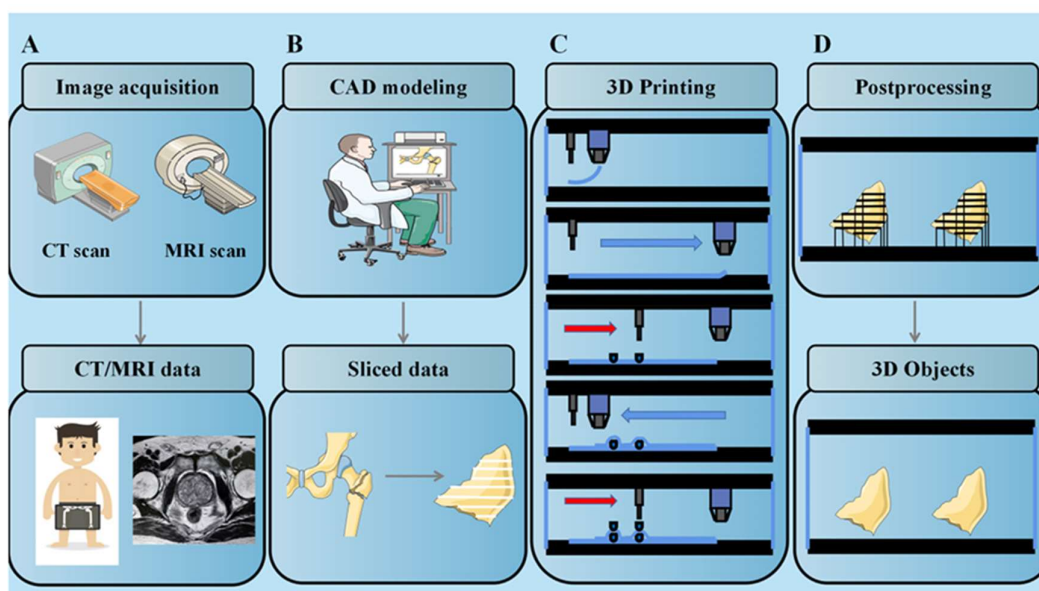 A
Image acquisition
CT scan
MRI scan
CT/MRI data
B
CAD modeling
Sliced data
C
3D Printing
D
Postprocessing
3D Objects